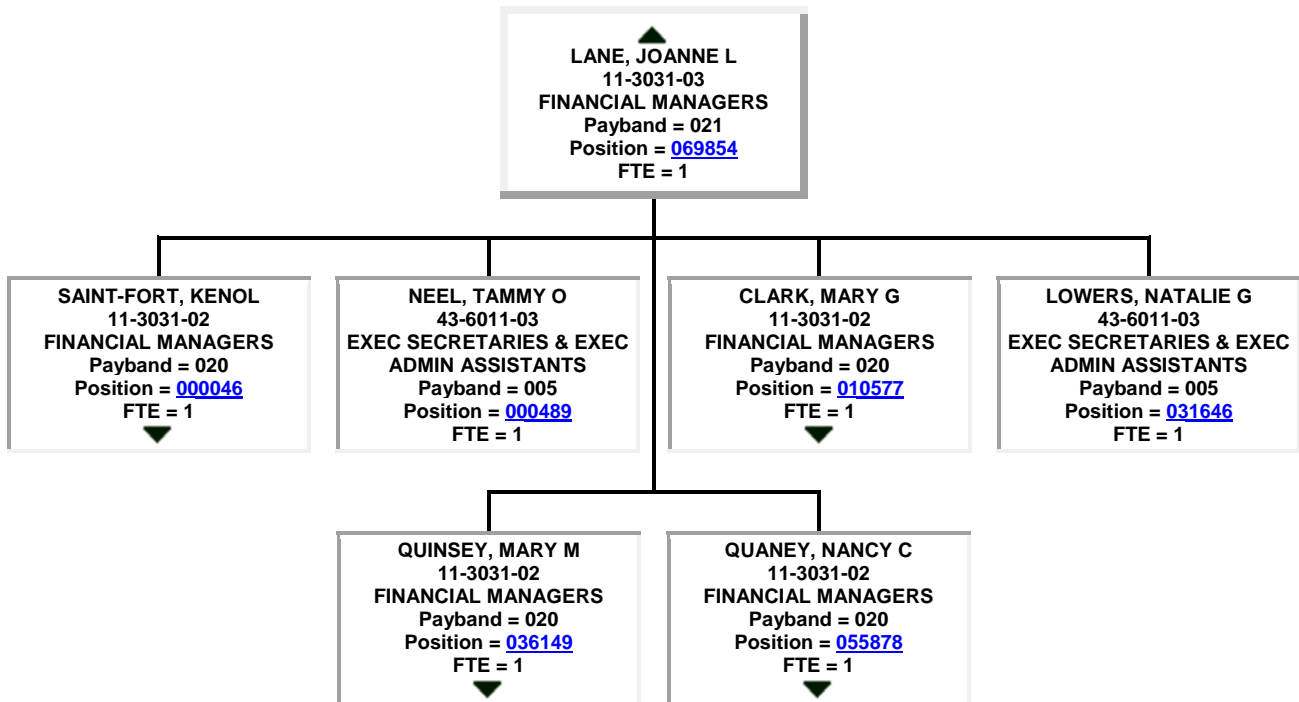 LANE, JOANNE L
11-3031-03
FINANCIAL MANAGERS
Payband = 021
Position = 069854
FTE = 1
SAINT-FORT, KENOL
11-3031-02
FINANCIAL MANAGERS
Payband = 020
Position = 000046
FTE = 1
NEEL, TAMMY O
43-6011-03
EXEC SECRETARIES & EXEC
ADMIN ASSISTANTS
Payband = 005
Position = 000489
FTE = 1
CLARK, MARY G
11-3031-02
FINANCIAL MANAGERS
Payband = 020
Position = 010577
FTE = 1
LOWERS, NATALIE G
43-6011-03
EXEC SECRETARIES & EXEC
ADMIN ASSISTANTS
Payband = 005
Position = 031646
FTE = 1
QUINSEY, MARY M
11-3031-02
FINANCIAL MANAGERS
Payband = 020
Position = 036149
FTE = 1
QUANEY, NANCY C
11-3031-02
FINANCIAL MANAGERS
Payband = 020
Position = 055878
FTE = 1